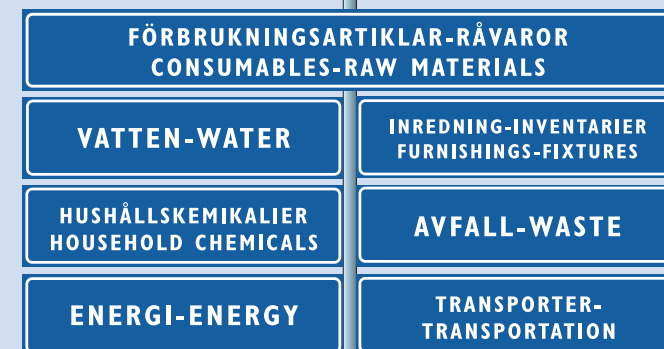 FÖRBRUKNINGSARTIKLAR-RÅVAROR
CONSUMABLES-RAW MATERIALS
VATTEN-WATER
INREDNING-INVENTARIER
FURNISHINGS-FIXTURES
HUSHÅLLSKEMIKALIER
HOUSEHOLD CHEMICALS
AVFALL-WASTE
ENERGI-ENERGY
TRANSPORTER-
TRANSPORTATION